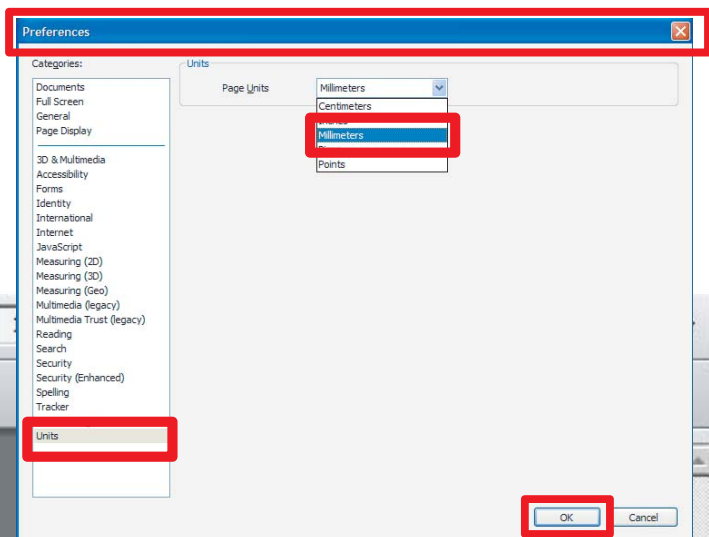 Preferences
Categories:
Documents
Full Screen
General
Page Display
3D & Multimedia
Accessibility
Forms
Identity
International
Internet
JavaScript
Measuring (2D)
Measuring (3D)
Measuring (Geo)
Multimedia (legacy)
Multimedia Trust (legacy)
Reading
Search
Security
Security (Enhanced)
Spelling
Tracker
Units
Units
Page Units
Millimeters
Centimeters
Millimeters
Points
OK
Cancel